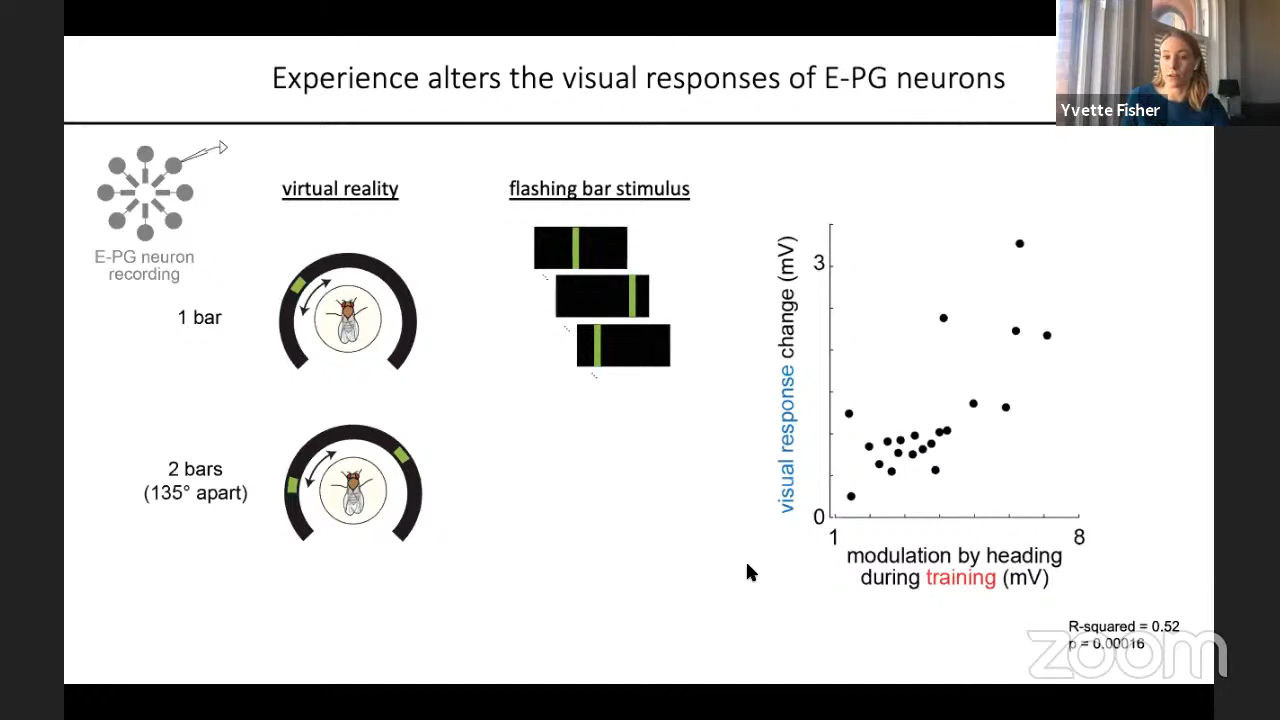 Experience alters the visual responses of E-PG neurons
Yvette Fisher
E-PG neuron
recording
virtual reality
flashing bar stimulus
1 bar
2 bars
(135° apart)
visual response change (mV)
3
0
1
8
modulation by heading
during training (mV)
R-squared = 0.52
p = 0.00016
zoom